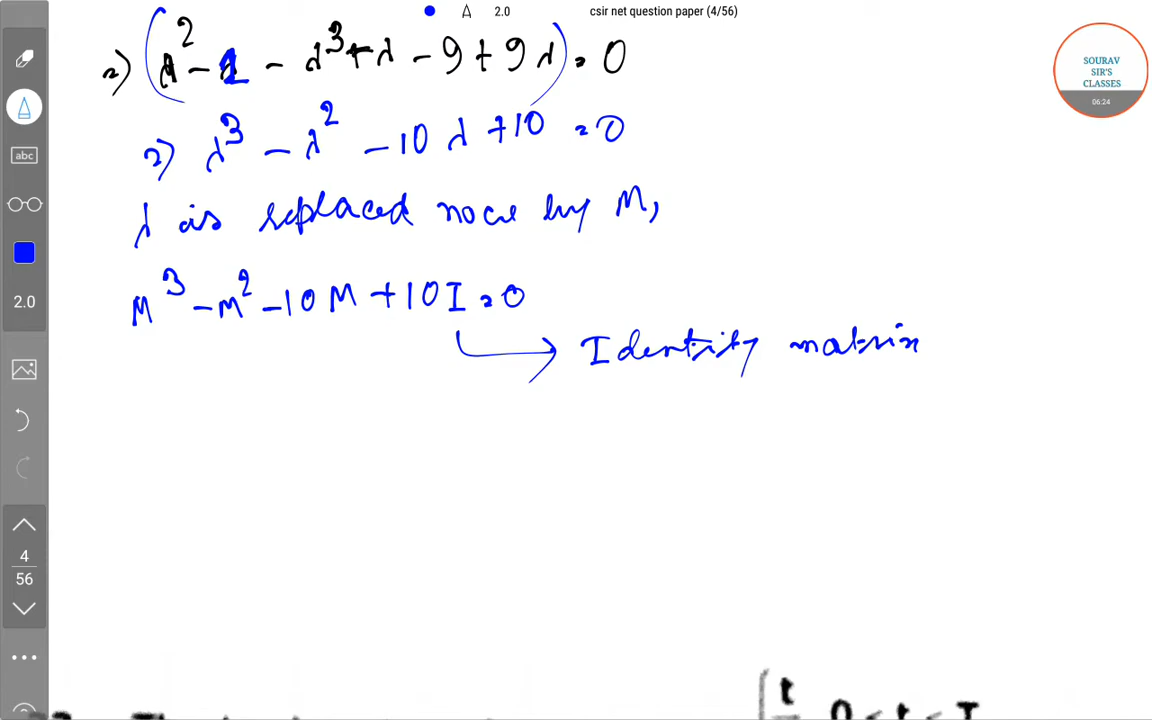 2.0 csir net question paper (4/56)
SOURAV SIR'S CLASSES
06:24
⇒ (λ² - 1 - λ³ + λ - 9 + 9λ) = 0
⇒ λ³ - λ² - 10λ + 10 = 0
abc
λ is replaced now by M,
2.0
M³ - M² - 10M + 10I = 0
→ Identity matrix
4
56
t
0 < t < T